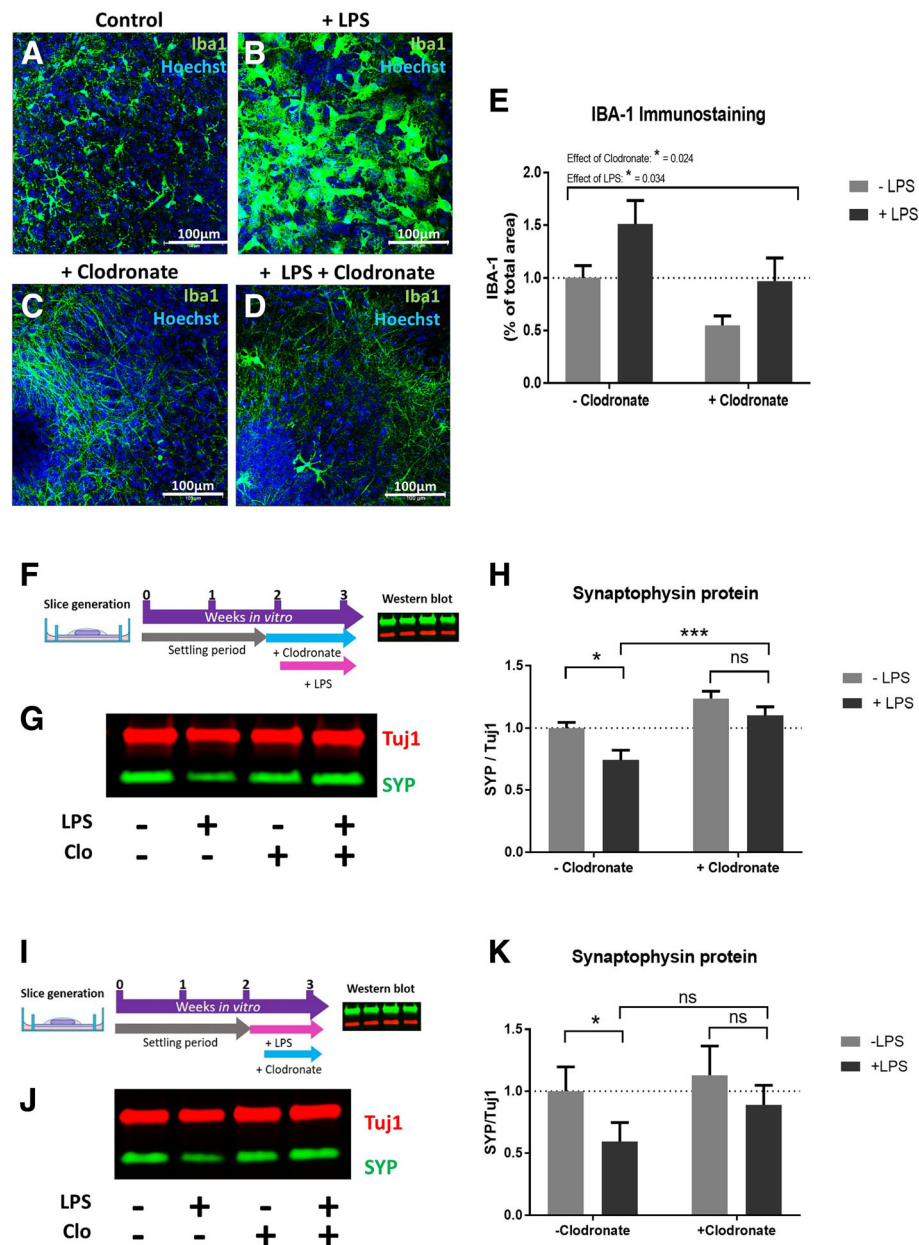 Control
+ LPS
A
Iba1
Hoechst
100µm
B
Iba1
Hoechst
100µm
+ Clodronate
+ LPS + Clodronate
C
Iba1
Hoechst
100µm
D
Iba1
Hoechst
100µm
E
IBA-1 Immunostaining
Effect of Clodronate: * = 0.024
Effect of LPS: * = 0.034
IBA-1
(% of total area)
2.0
1.5
1.0
0.5
0.0
- Clodronate
+ Clodronate
- LPS
+ LPS
F
Slice generation
0 1 2 3
Weeks in vitro
Settling period
+ Clodronate
+ LPS
Western blot
G
Tuj1
SYP
LPS - + - +
Clo - - + +
H
Synaptophysin protein
***
* ns
SYP / Tuj1
1.5
1.0
0.5
0.0
- Clodronate
+ Clodronate
- LPS
+ LPS
I
Slice generation
0 1 2 3
Weeks in vitro
Settling period
+ LPS
+ Clodronate
Western blot
J
Tuj1
SYP
LPS - + - +
Clo - - + +
K
Synaptophysin protein
ns
* ns
SYP/Tuj1
1.5
1.0
0.5
0.0
-Clodronate
+Clodronate
-LPS
+LPS